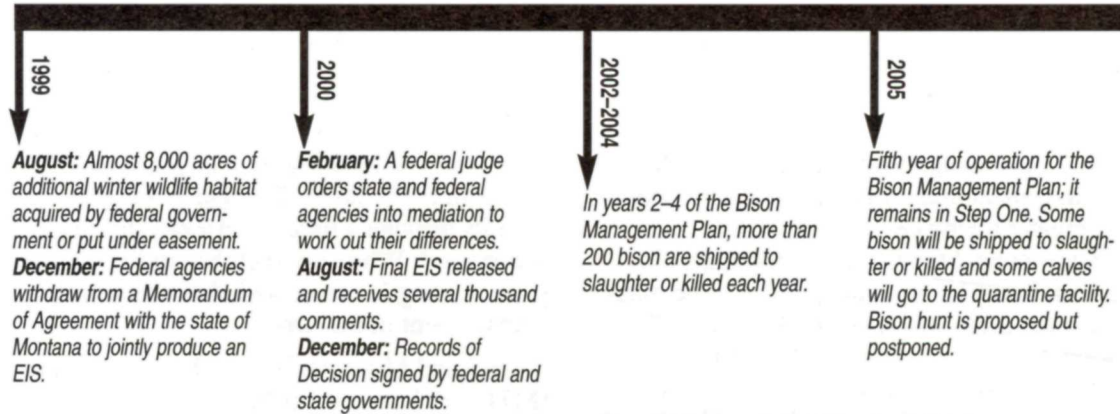 1999
August: Almost 8,000 acres of
additional winter wildlife habitat
acquired by federal govern-
ment or put under easement.
December: Federal agencies
withdraw from a Memorandum
of Agreement with the state of
Montana to jointly produce an
EIS.
2000
February: A federal judge
orders state and federal
agencies into mediation to
work out their differences.
August: Final EIS released
and receives several thousand
comments.
December: Records of
Decision signed by federal and
state governments.
2002–2004
In years 2–4 of the Bison
Management Plan, more than
200 bison are shipped to
slaughter or killed each year.
2005
Fifth year of operation for the
Bison Management Plan; it
remains in Step One. Some
bison will be shipped to slaugh-
ter or killed and some calves
will go to the quarantine facility.
Bison hunt is proposed but
postponed.